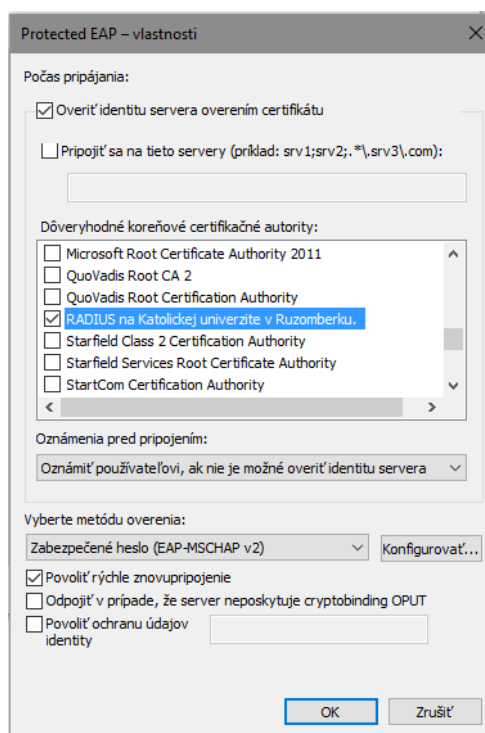 Protected EAP – vlastnosti
Počas pripájania:
Overiť identitu servera overením certifikátu
Pripojiť sa na tieto servery (príklad: srv1;srv2;.*\.srv3\.com):
Dôveryhodné koreňové certifikačné autority:
Microsoft Root Certificate Authority 2011
QuoVadis Root CA 2
QuoVadis Root Certification Authority
RADIUS na Katolickej univerzite v Ruzomberku.
Starfield Class 2 Certification Authority
Starfield Services Root Certificate Authority
StartCom Certification Authority
Oznámenia pred pripojením:
Oznámiť používateľovi, ak nie je možné overiť identitu servera
Vyberte metódu overenia:
Zabezpečené heslo (EAP-MSCHAP v2)
Konfigurovať...
Povoliť rýchle znovupripojenie
Odpojiť v prípade, že server neposkytuje cryptobinding OPUT
Povoliť ochranu údajov
identity
OK
Zrušiť